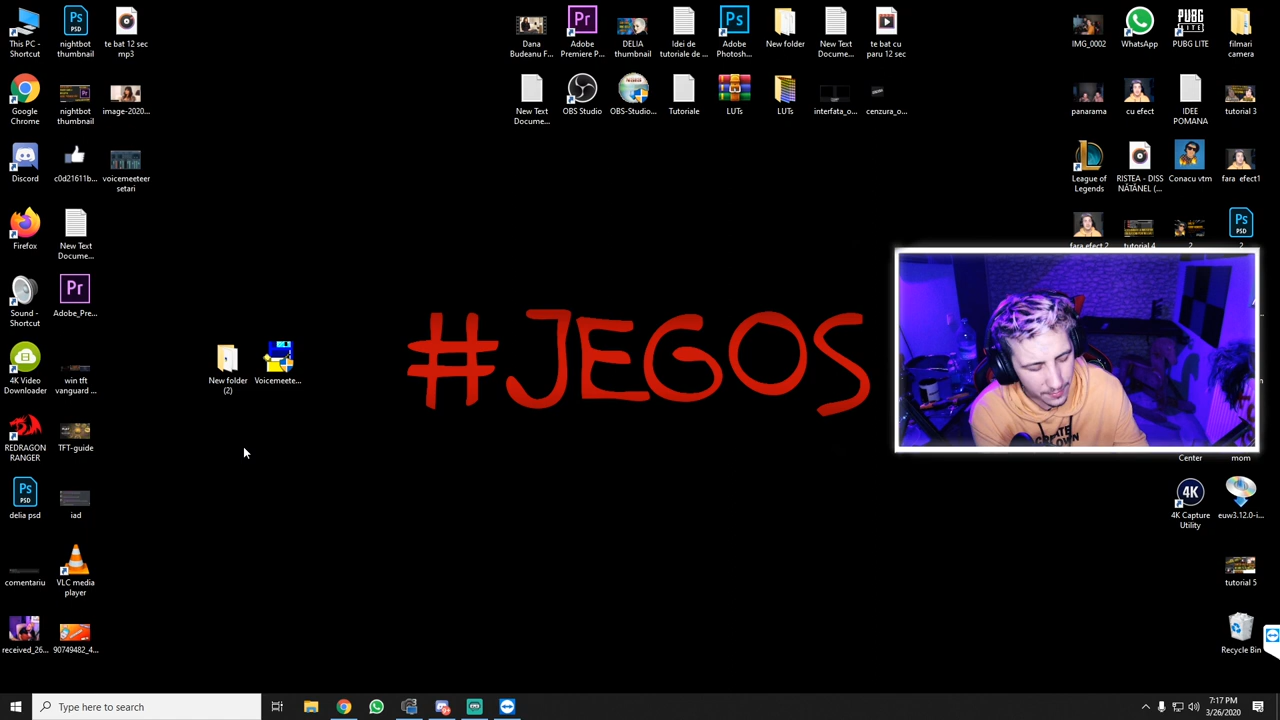 This PC -
Shortcut
nightbot
thumbnail
te bat 12 sec
mp3
Dana
Budeanu F...
Adobe
Premiere P...
DELIA
thumbnail
Idei de
tutoriale de ...
Adobe
Photosh...
New folder
New Text
Docume...
te bat cu
paru 12 sec
IMG_0002
WhatsApp
PUBG LITE
filmari
camera
Google
Chrome
nightbot
thumbnail
image-2020...
New Text
Docume...
OBS Studio
OBS-Studio...
Tutoriale
LUTs
LUTs
interfata_o...
cenzura_o...
panarama
cu efect
IDEE
POMANA
tutorial 3
Discord
c0d21611b...
voicemeeter
setari
League of
Legends
RISTEA - DISS
NĂTĂNEL (...
Conacu vtm
fara efect1
Firefox
New Text
Docume...
fara efect 2
tutorial 4
2
2
Sound -
Shortcut
Adobe_Pre...
#JEGOS
4K Video
Downloader
win tft
vanguard ...
New folder
(2)
Voicemeete...
CREATE
OWN
REDRAGON
RANGER
TFT-guide
Center
mom
delia psd
iad
4K Capture
Utility
euw3.12.0-i...
comentariu
VLC media
player
tutorial 5
received_26...
90749482_4...
Recycle Bin
Type here to search
7:17 PM
3/26/2020